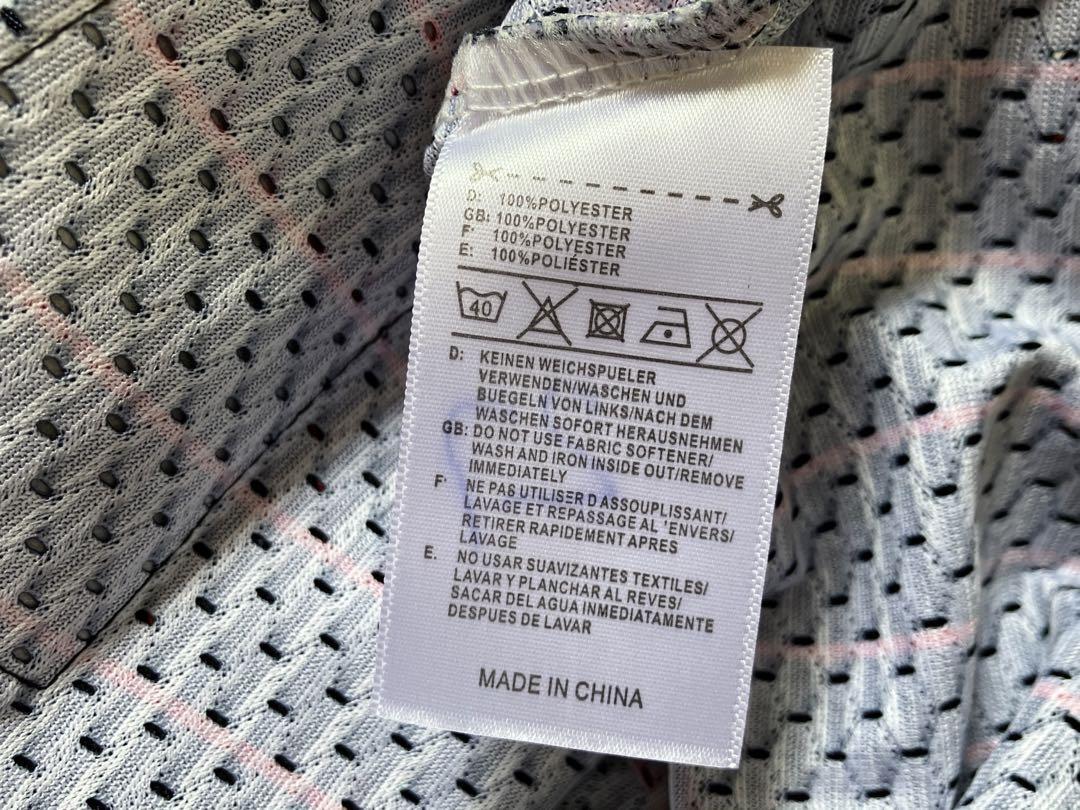 D: 100%POLYESTER
GB: 100%POLYESTER
F 100%POLYESTER
E: 100%POLIÉSTER
40
D: KEINEN WEICHSPUELER
VERWENDEN/WASCHEN UND
BUEGELN VON LINKS/NACH DEM
WASCHEN SOFORT HERAUSNEHMEN
GB: DO NOT USE FABRIC SOFTENER/
WASH AND IRON INSIDE OUT/REMOVE
IMMEDIATELY
F NE PAS UTILISER D ASSOUPLISSANT/
LAVAGE ET REPASSAGE AL 'ENVERS/
RETIRER RAPIDEMENT APRES
LAVAGE
E. NO USAR SUAVIZANTES TEXTILES/
LAVAR Y PLANCHAR AL REVES/
SACAR DEL AGUA INMEDIATAMENTE
DESPUES DE LAVAR
MADE IN CHINA